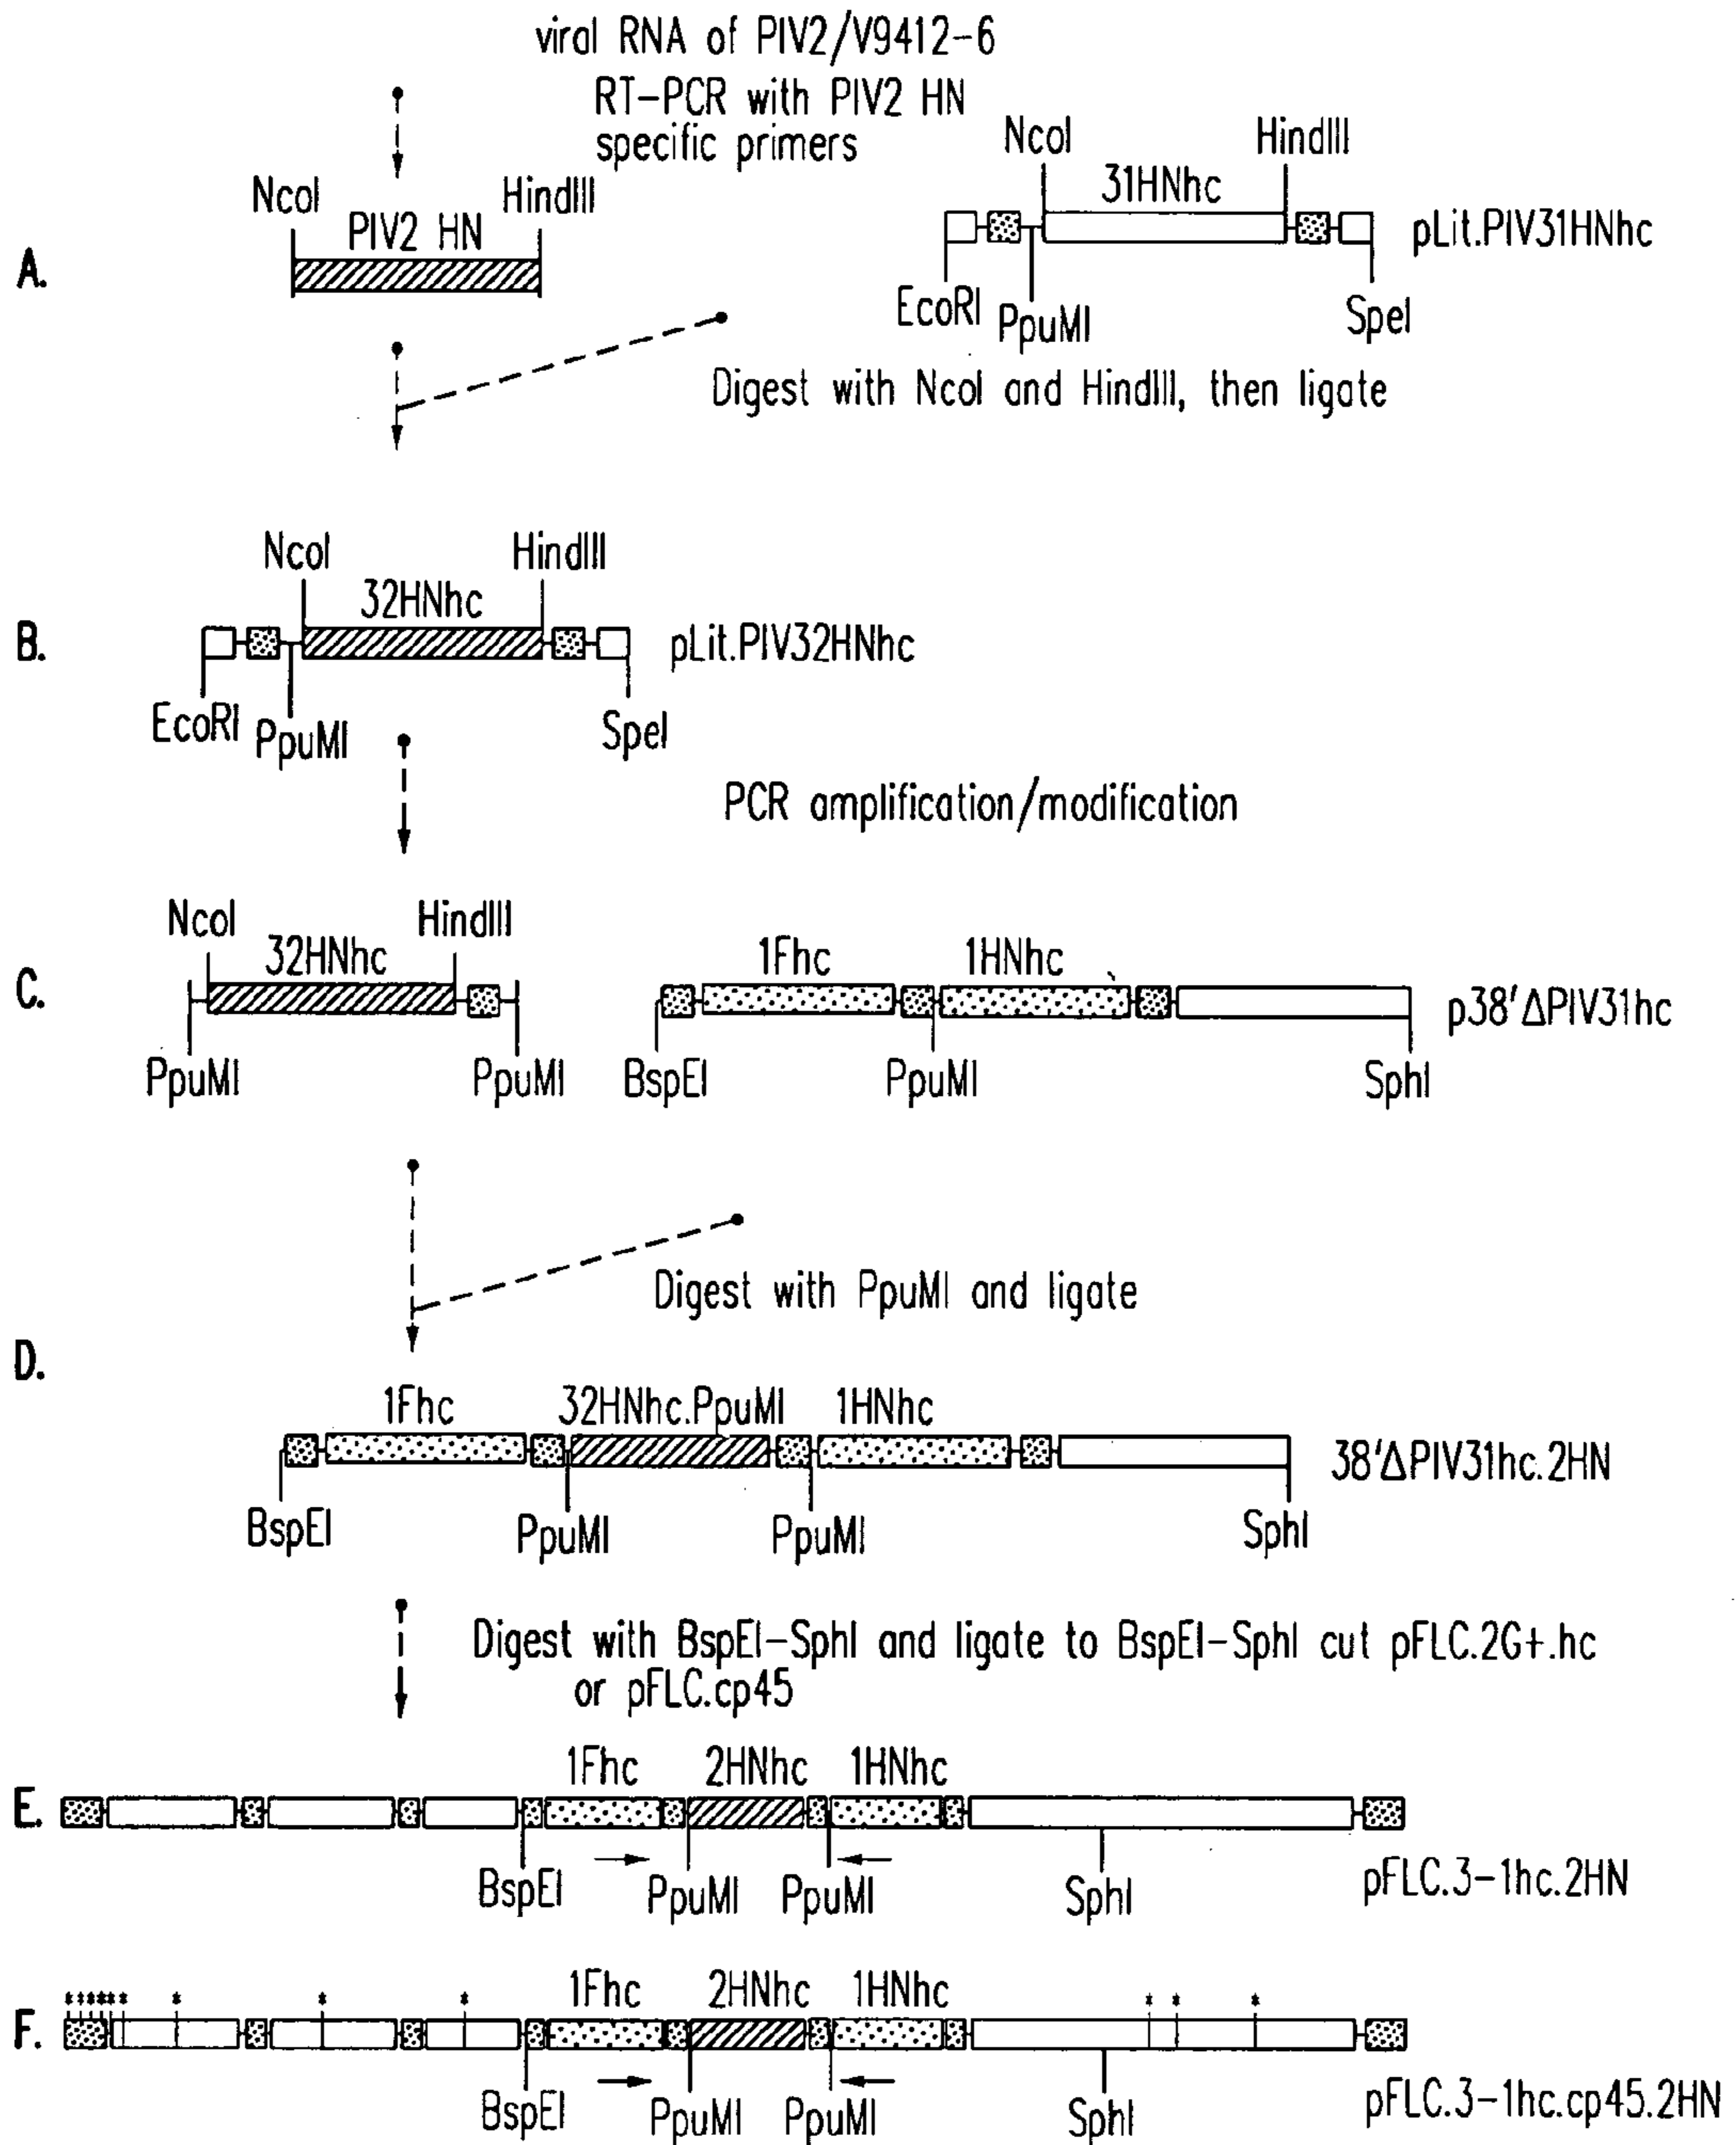 viral RNA of PIV2/V9412-6
RT-PCR with PIV2 HN
specific primers
NcoI HindIII
PIV2 HN
A.
NcoI HindIII
31HNhc
pLit.PIV31HNhc
EcoRI PpuMI SpeI
Digest with NcoI and HindIII, then ligate
NcoI HindIII
32HNhc
B.
pLit.PIV32HNhc
EcoRI PpuMI SpeI
PCR amplification/modification
NcoI HindIII
32HNhc
1Fhc 1HNhc
C.
p38'ΔPIV31hc
PpuMI PpuMI BspEI PpuMI SphI
Digest with PpuMI and ligate
D.
1Fhc 32HNhc.PpuMI 1HNhc
38'ΔPIV31hc.2HN
BspEI PpuMI PpuMI SphI
Digest with BspEI-SphI and ligate to BspEI-SphI cut pFLC.2G+.hc
or pFLC.cp45
1Fhc 2HNhc 1HNhc
E.
BspEI PpuMI PpuMI SphI pFLC.3-1hc.2HN
* * * * * * * * * 1Fhc 2HNhc 1HNhc * * *
F.
BspEI PpuMI PpuMI SphI pFLC.3-1hc.cp45.2HN